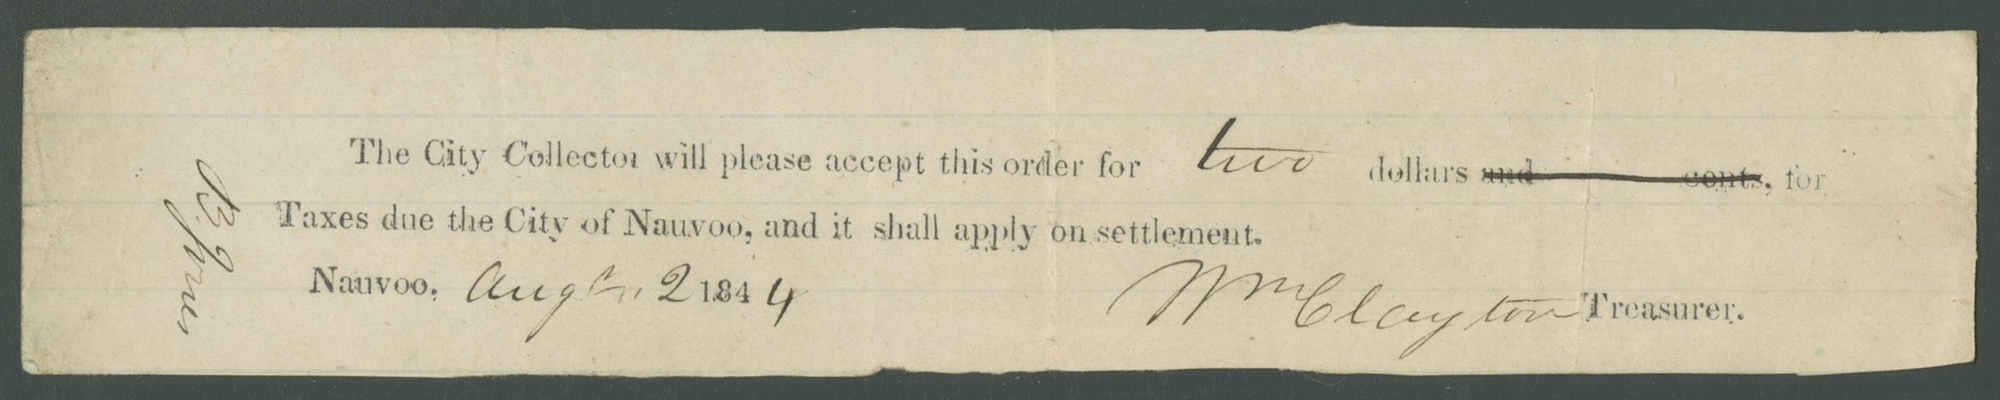 The City Collector will please accept this order for two dollars and cents, for
Taxes due the City of Nauvoo, and it shall apply on settlement.
Nauvoo, Augt. 2 1844 Wm Clayton Treasurer.